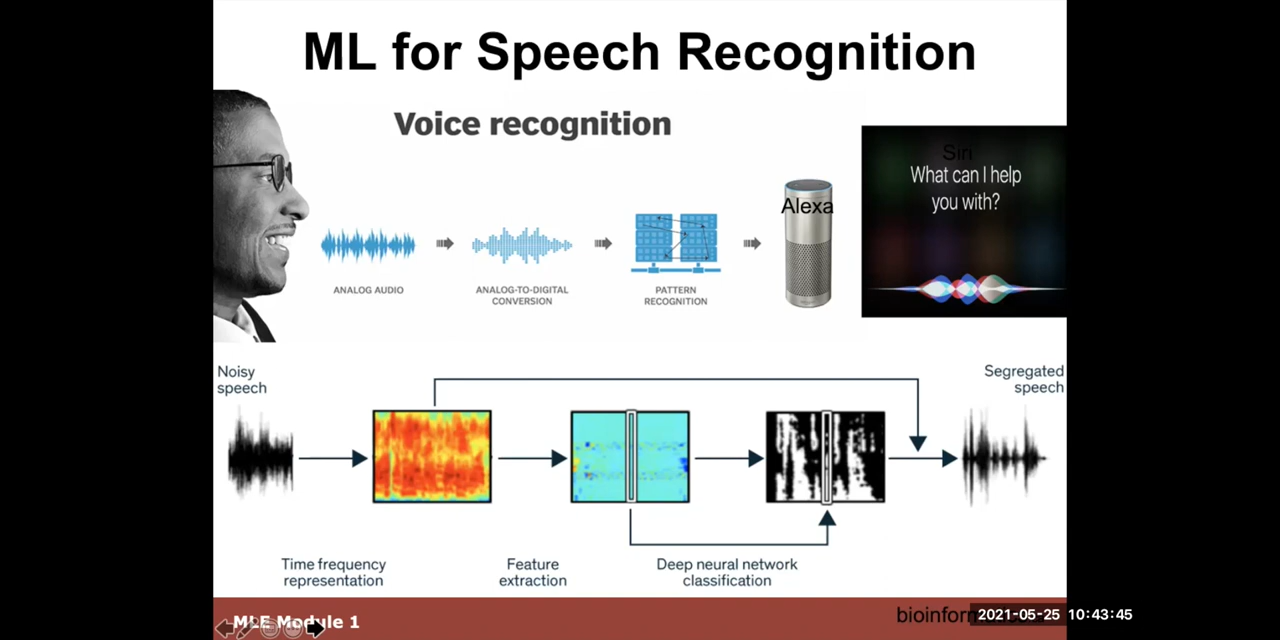 ML for Speech Recognition
Voice recognition
Siri
What can I help
you with?
Alexa
ANALOG AUDIO
ANALOG-TO-DIGITAL
CONVERSION
PATTERN
RECOGNITION
Noisy
speech
Segregated
speech
Time frequency
representation
Feature
extraction
Deep neural network
classification
MLE Module 1
2021-05-25 10:43:45